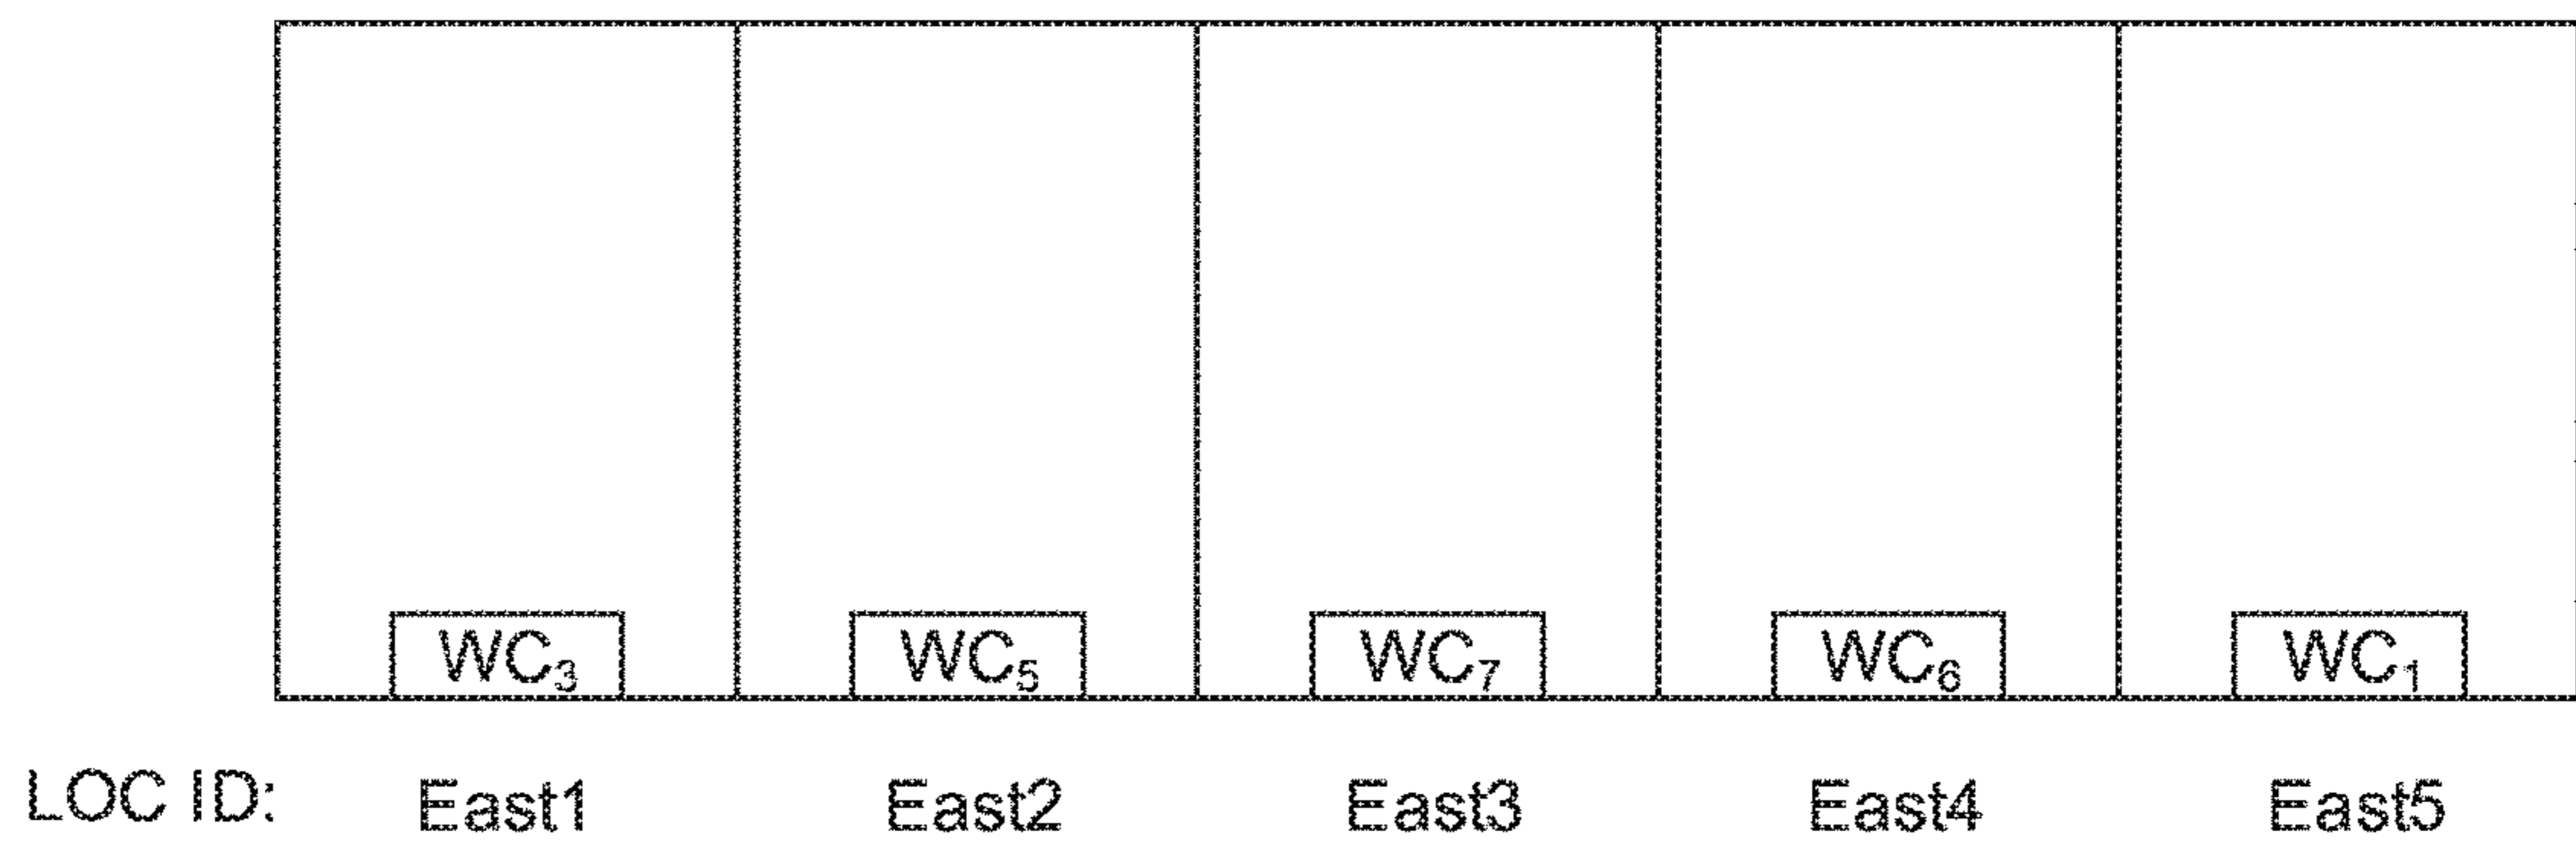 WC₃ WC₅ WC₇ WC₆ WC₁
LOC ID: East1 East2 East3 East4 East5